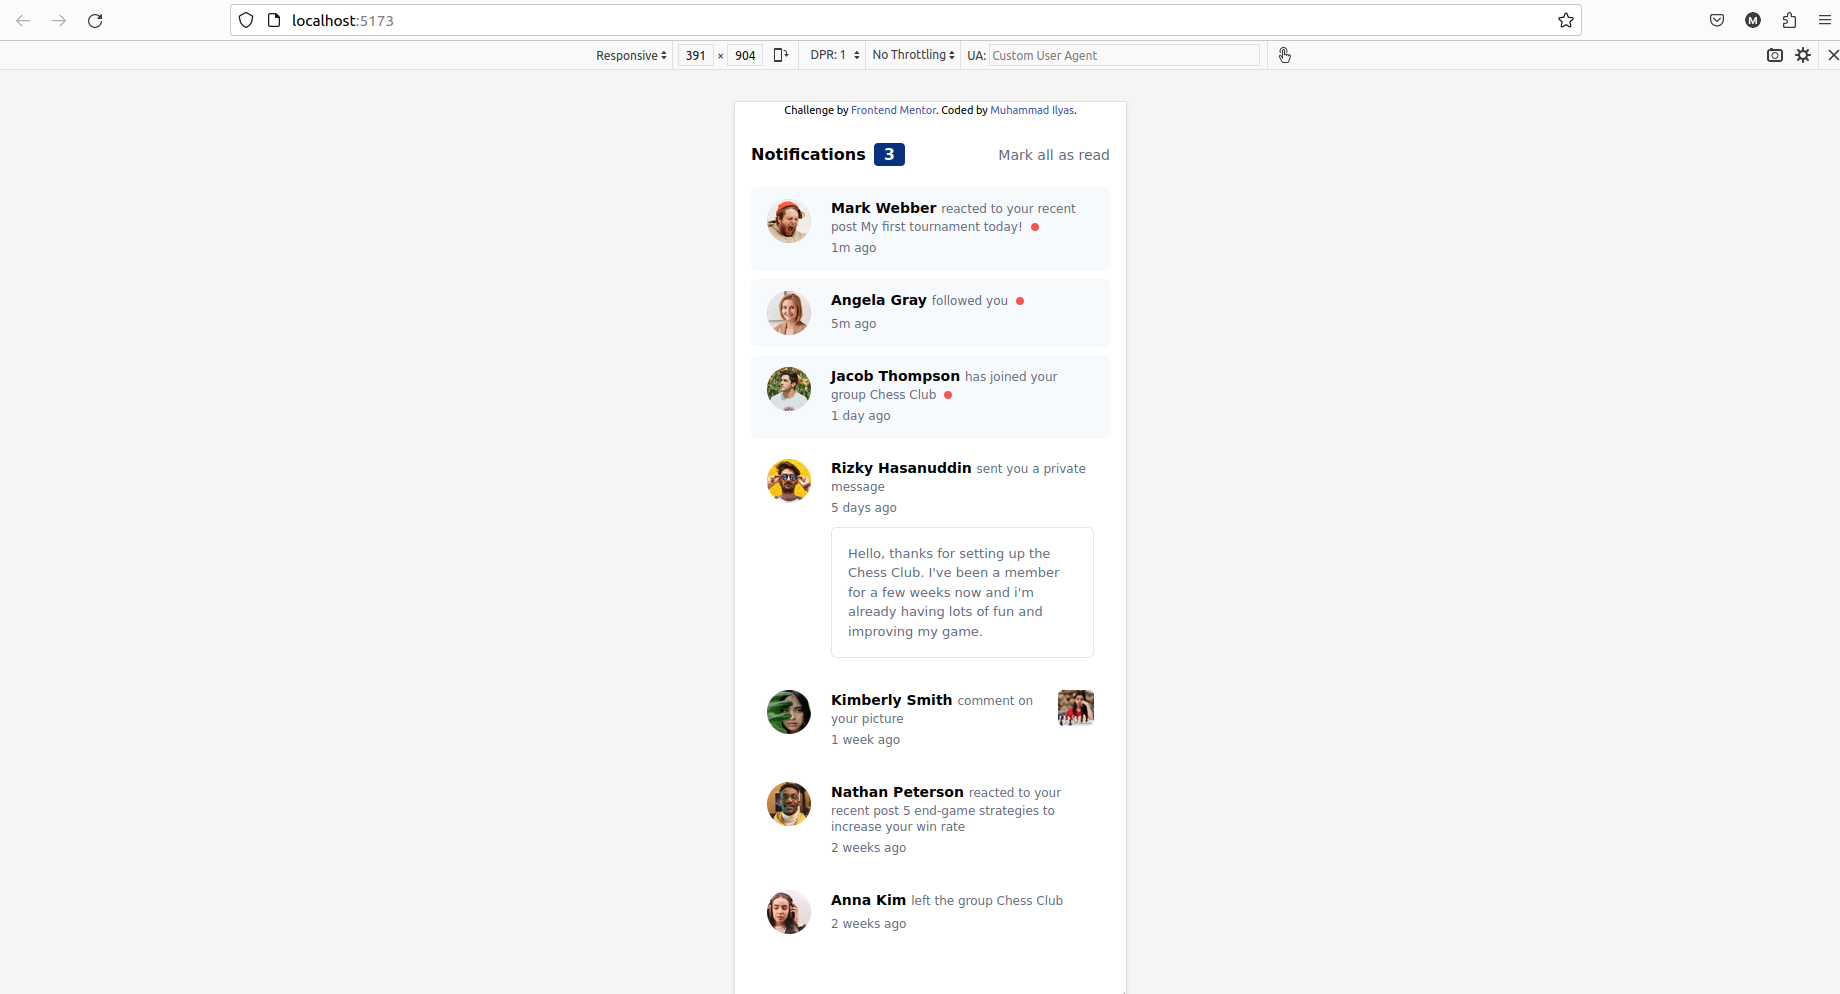 localhost:5173
Responsive 391 × 904 DPR: 1 No Throttling UA: Custom User Agent
Challenge by Frontend Mentor. Coded by Muhammad Ilyas.
Notifications 3 Mark all as read
Mark Webber reacted to your recent
post My first tournament today!
1m ago
Angela Gray followed you
5m ago
Jacob Thompson has joined your
group Chess Club
1 day ago
Rizky Hasanuddin sent you a private
message
5 days ago
Hello, thanks for setting up the
Chess Club. I've been a member
for a few weeks now and i'm
already having lots of fun and
improving my game.
Kimberly Smith comment on
your picture
1 week ago
Nathan Peterson reacted to your
recent post 5 end-game strategies to
increase your win rate
2 weeks ago
Anna Kim left the group Chess Club
2 weeks ago